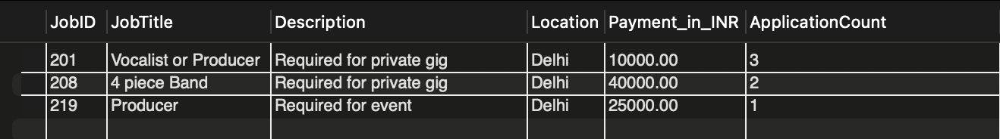 JobID JobTitle Description Location Payment_in_INR ApplicationCount
201 Vocalist or Producer Required for private gig Delhi 10000.00 3
208 4 piece Band Required for private gig Delhi 40000.00 2
219 Producer Required for event Delhi 25000.00 1